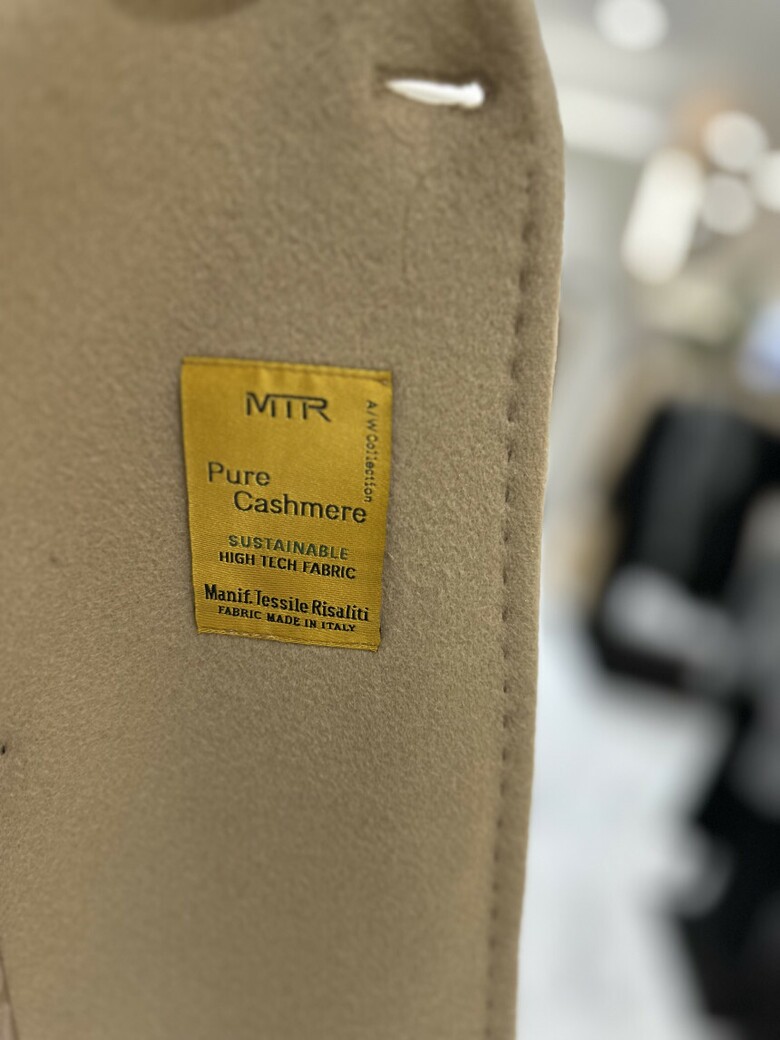 MTR
A/W Collection
Pure
Cashmere
SUSTAINABLE
HIGH TECH FABRIC
Manif. Tessile Risaliti
FABRIC MADE IN ITALY